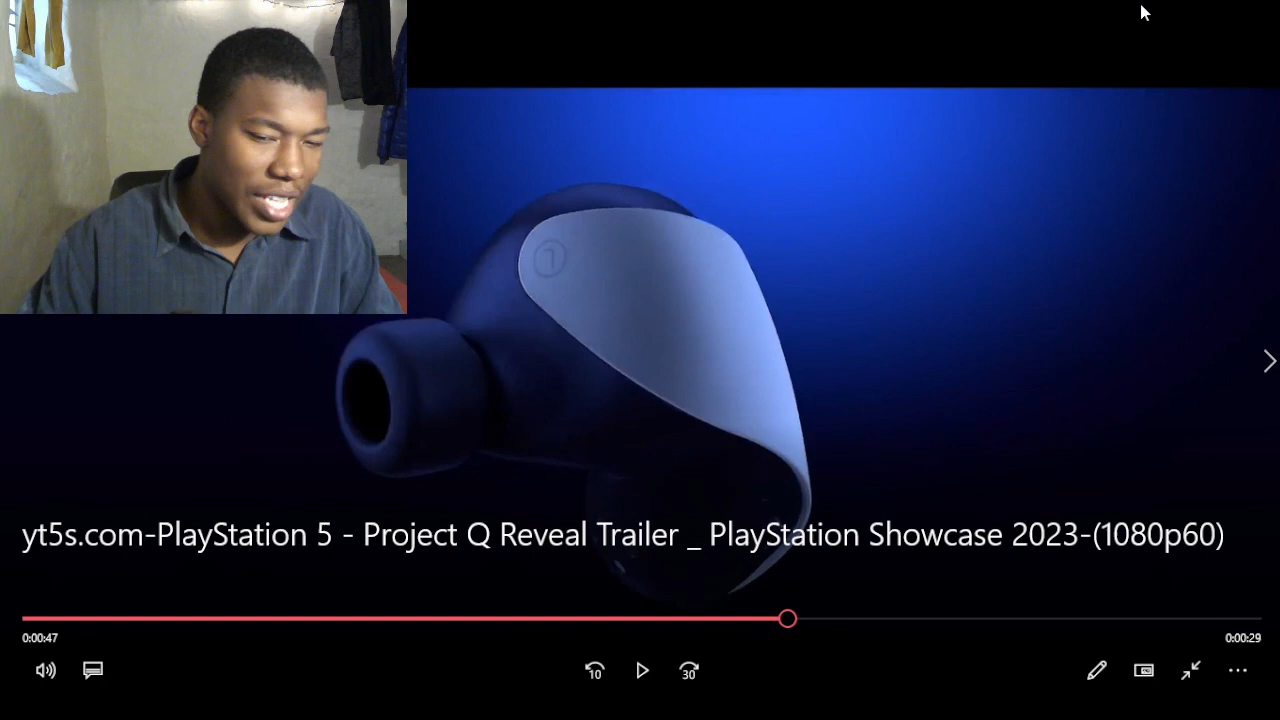 yt5s.com-PlayStation 5 - Project Q Reveal Trailer _ PlayStation Showcase 2023-(1080p60)
0:00:47
0:00:29
10
30